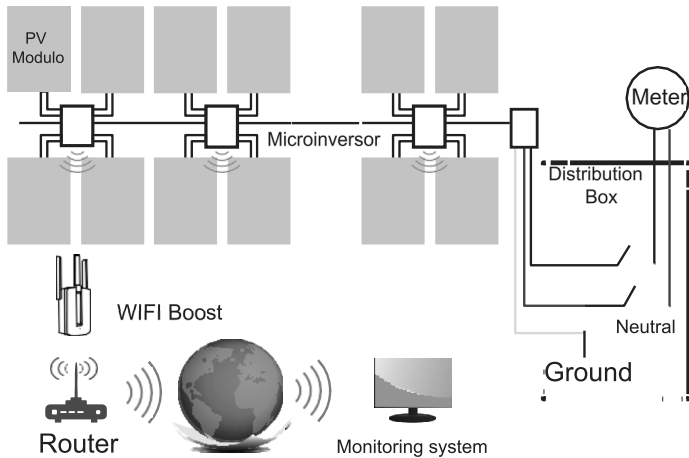 PV
Modulo
Meter
Microinversor
Distribution
Box
WIFI Boost
Neutral
Ground
Router
Monitoring system